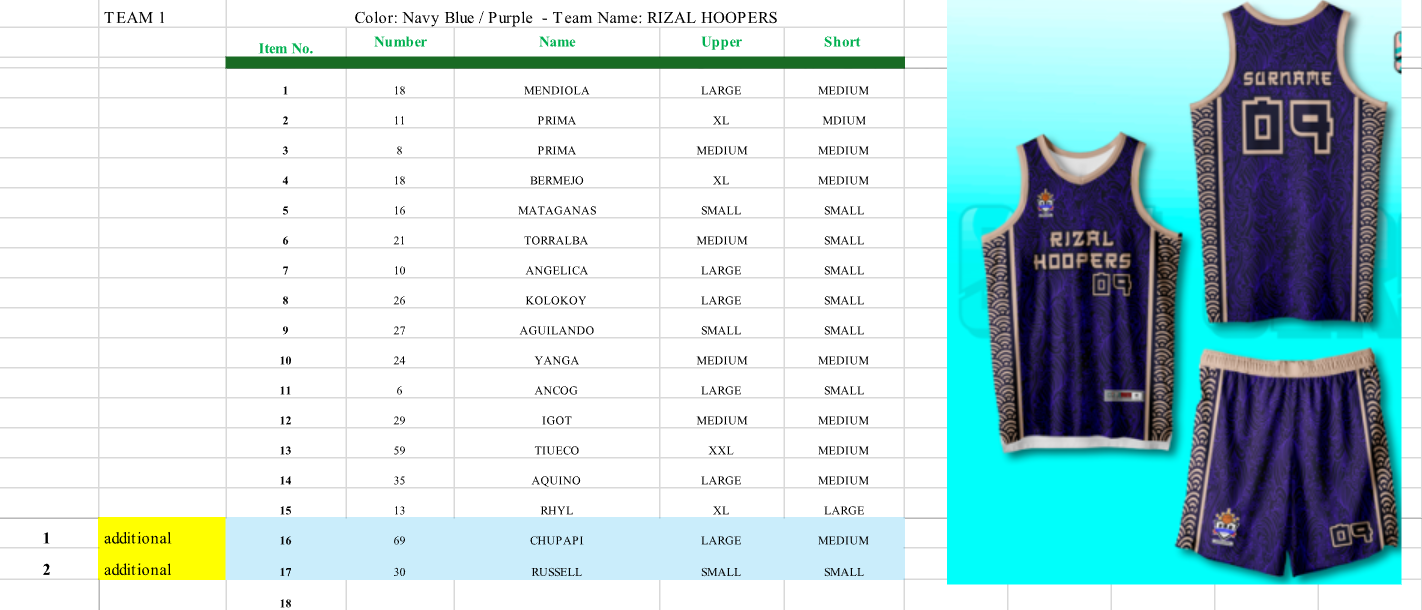 TEAM 1 Color: Navy Blue / Purple - Team Name: RIZAL HOOPERS
Item No. Number Name Upper Short
1 18 MENDIOLA LARGE MEDIUM
2 11 PRIMA XL MDIUM
3 8 PRIMA MEDIUM MEDIUM
4 18 BERMEJO XL MEDIUM
5 16 MATAGANAS SMALL SMALL
6 21 TORRALBA MEDIUM SMALL
7 10 ANGELICA LARGE SMALL
8 26 KOLOKOY LARGE SMALL
9 27 AGUILANDO SMALL SMALL
10 24 YANGA MEDIUM MEDIUM
11 6 ANCOG LARGE SMALL
12 29 IGOT MEDIUM MEDIUM
13 59 TIUECO XXL MEDIUM
14 35 AQUINO LARGE MEDIUM
15 13 RHYL XL LARGE
1 additional 16 69 CHUPAPI LARGE MEDIUM
2 additional 17 30 RUSSELL SMALL SMALL
18
SURNAME
09
RIZAL
HOOPERS
09
09